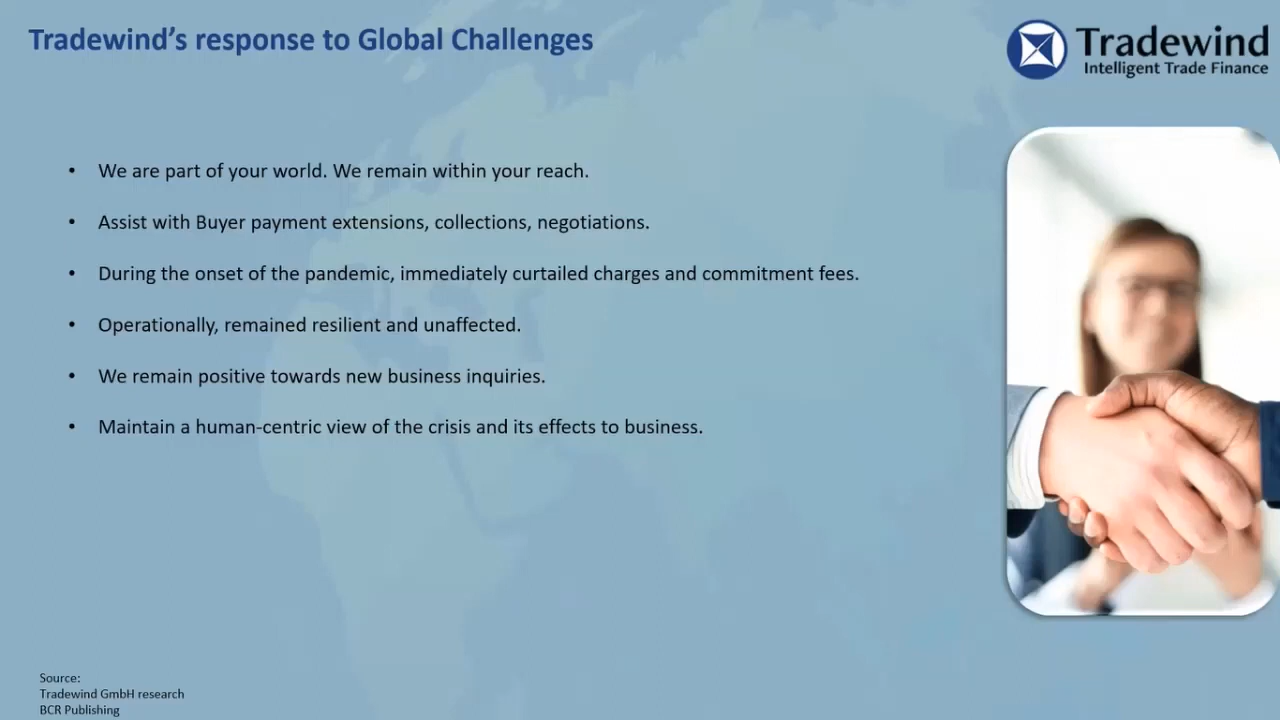 Tradewind’s response to Global Challenges
Tradewind
Intelligent Trade Finance
• We are part of your world. We remain within your reach.
• Assist with Buyer payment extensions, collections, negotiations.
• During the onset of the pandemic, immediately curtailed charges and commitment fees.
• Operationally, remained resilient and unaffected.
• We remain positive towards new business inquiries.
• Maintain a human-centric view of the crisis and its effects to business.
Source:
Tradewind GmbH research
BCR Publishing